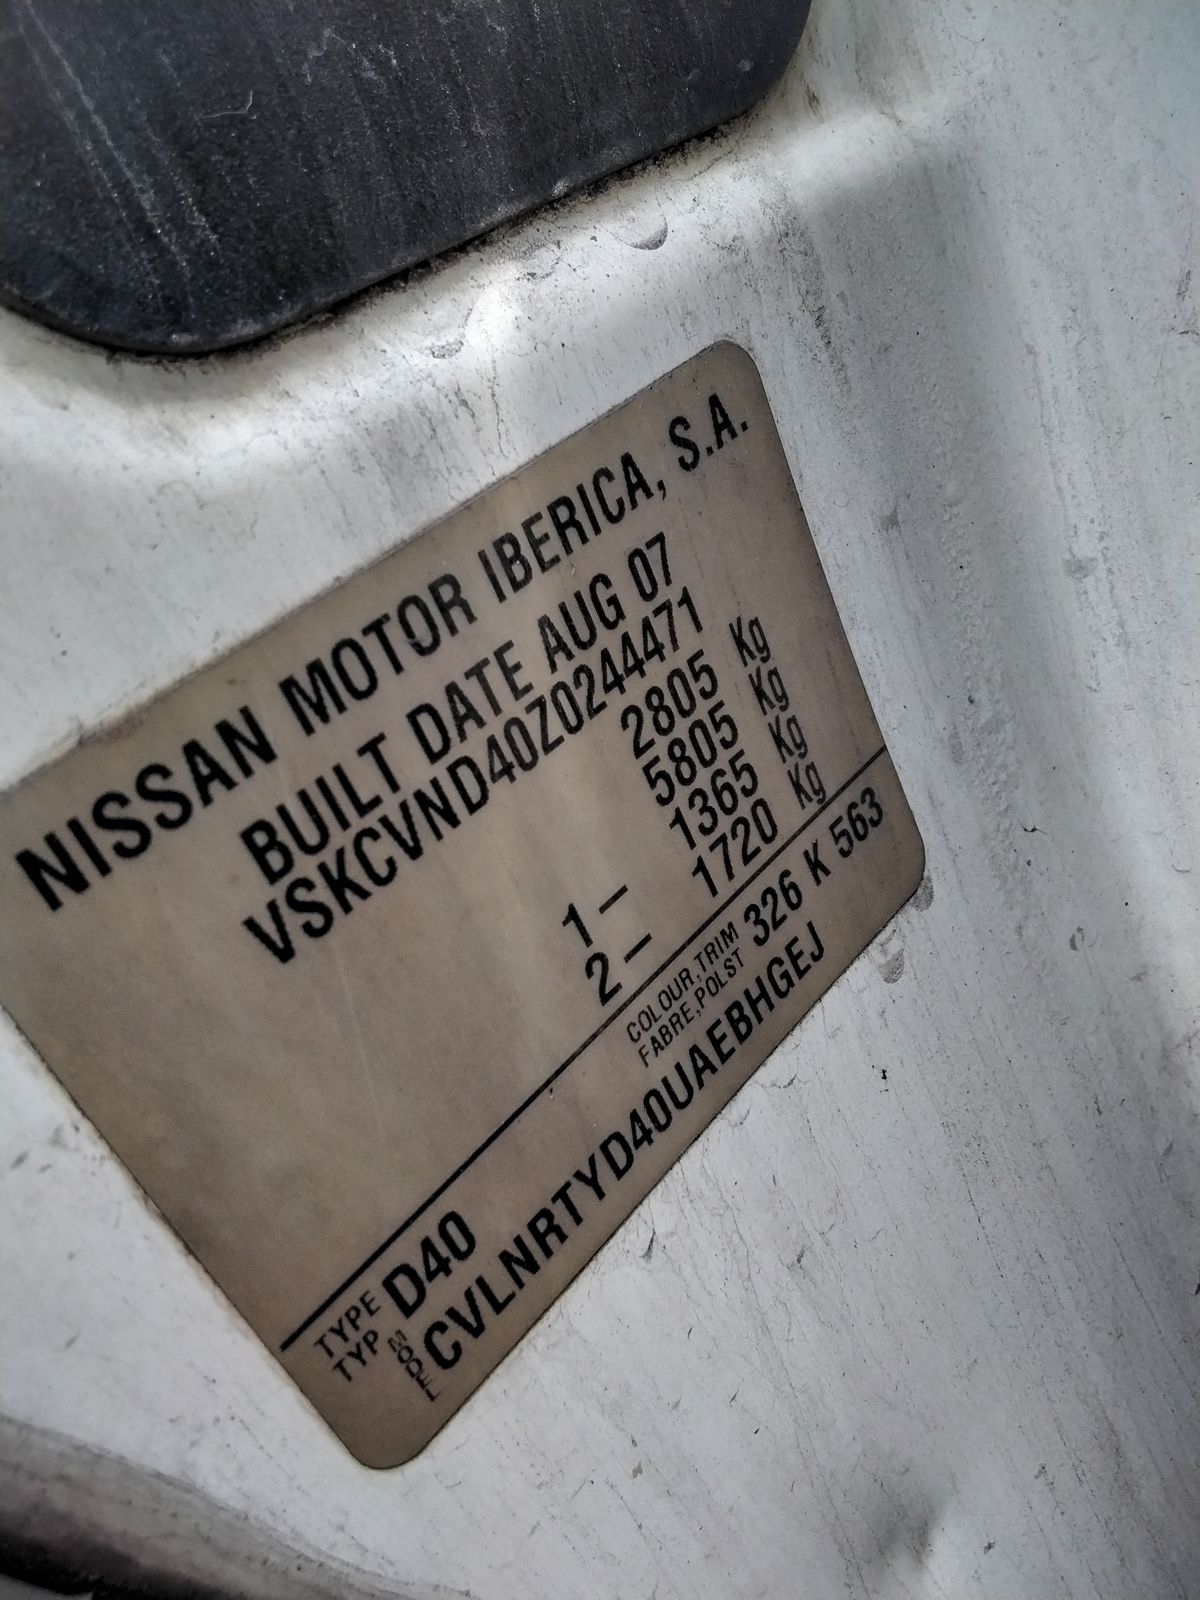 NISSAN MOTOR IBERICA, S.A.
BUILT DATE AUG 07
VSKCVND40Z0244471
2805 Kg
5805 Kg
1 - 1365 Kg
2 - 1720 Kg
COLOUR,TRIM 326 K 563
FABRE,POLST
TYPE D40
TYP
MODEL CVLNRTYD40UAEBHGEJ